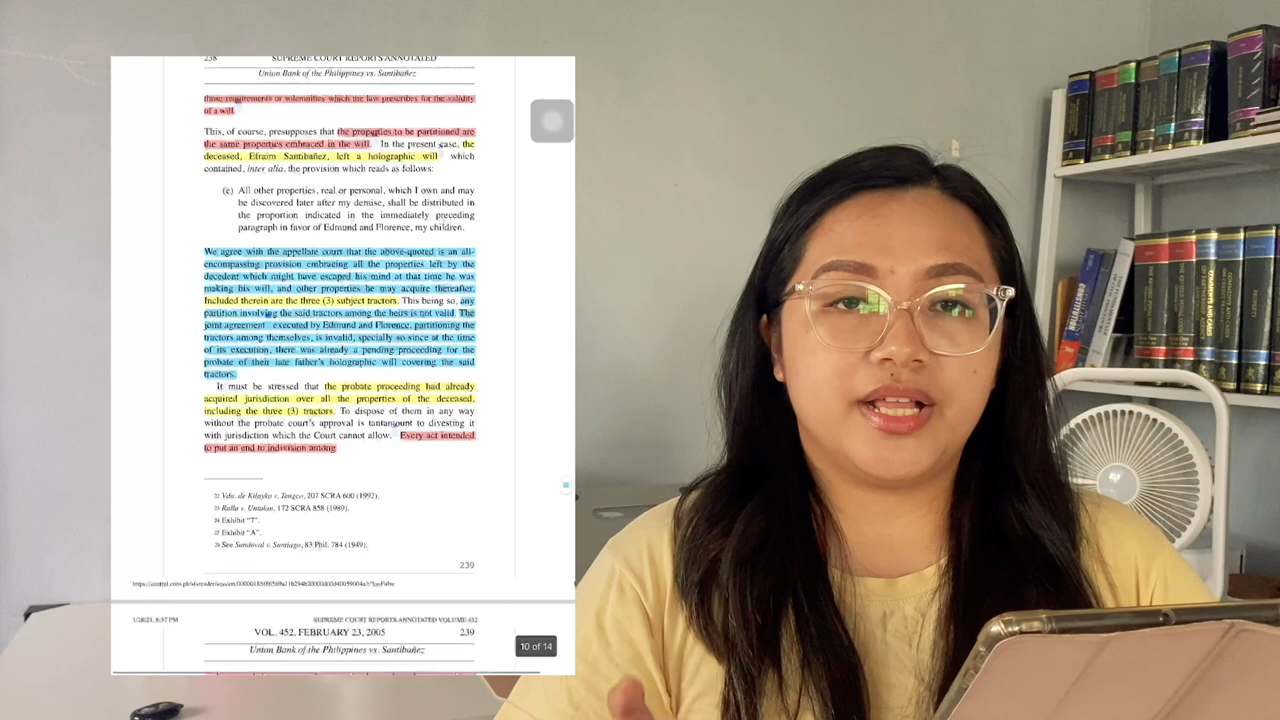 238 SUPREME COURT REPORTS ANNOTATED
Union Bank of the Philippines vs. Santibañez
those requirements or solemnities which the law prescribes for the validity
of a will.
This, of course, presupposes that the properties to be partitioned are
the same properties embraced in the will. In the present case, the
deceased, Efraim Santibañez, left a holographic will which
contained, inter alia, the provision which reads as follows:
(e) All other properties, real or personal, which I own and may
be discovered later after my demise, shall be distributed in
the proportion indicated in the immediately preceding
paragraph in favor of Edmund and Florence, my children.
We agree with the appellate court that the above-quoted is an all-
encompassing provision embracing all the properties left by the
decedent which might have escaped his mind at that time he was
making his will, and other properties he may acquire thereafter.
Included therein are the three (3) subject tractors. This being so, any
partition involving the said tractors among the heirs is not valid. The
joint agreement executed by Edmund and Florence, partitioning the
tractors among themselves, is invalid, specially so since at the time
of its execution, there was already a pending proceeding for the
probate of their late father's holographic will covering the said
tractors.
It must be stressed that the probate proceeding had already
acquired jurisdiction over all the properties of the deceased,
including the three (3) tractors. To dispose of them in any way
without the probate court's approval is tantamount to divesting it
with jurisdiction which the Court cannot allow. Every act intended
to put an end to indivision among
22 Vda. de Kilayko v. Tengco, 207 SCRA 600 (1992).
23 Ralla v. Untalan, 172 SCRA 858 (1989).
Exhibit "7".
Exhibit "A".
See Sandoval v. Santiago, 83 Phil. 784 (1949).
239
1/28/23, 8:37 PM SUPREME COURT REPORTS ANNOTATED VOLUME 452
VOL. 452, FEBRUARY 23, 2005 239
Union Bank of the Philippines vs. Santibañez
10 of 14
CONSTITUTION